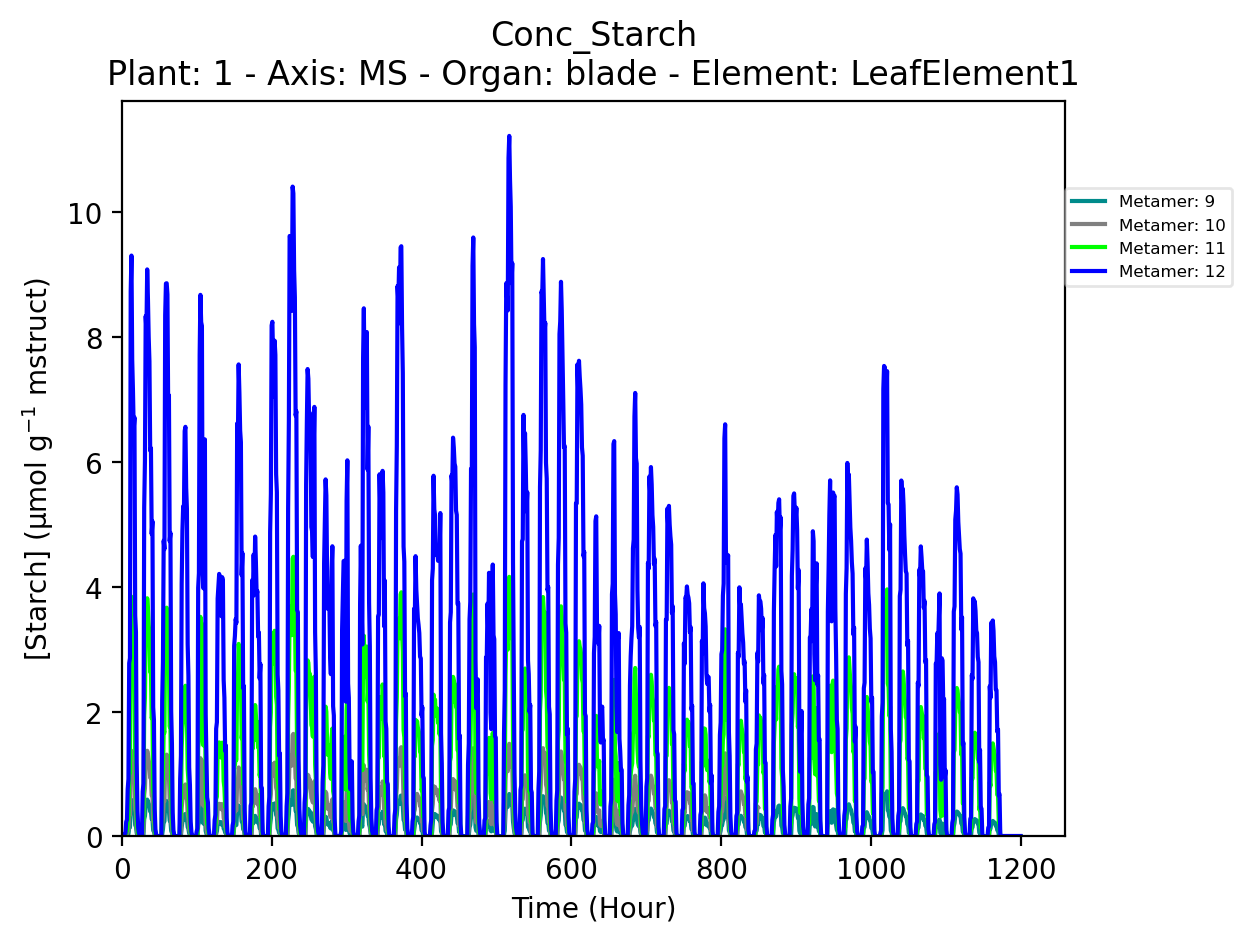 Conc_Starch
Plant: 1 - Axis: MS - Organ: blade - Element: LeafElement1
[Starch] (µmol g⁻¹ mstruct)
10
8
6
4
2
0
0 200 400 600 800 1000 1200
Time (Hour)
Metamer: 9
Metamer: 10
Metamer: 11
Metamer: 12